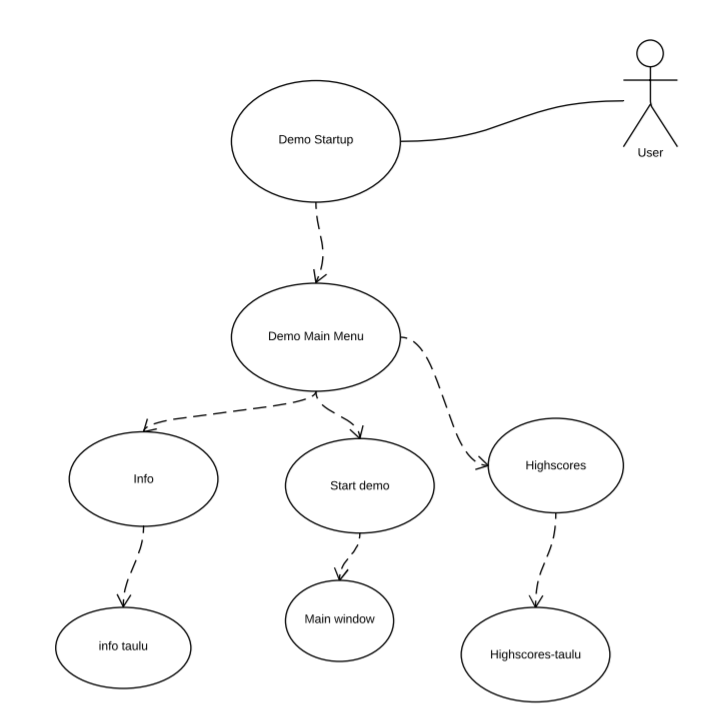 Demo Startup
User
Demo Main Menu
Info
Start demo
Highscores
info taulu
Main window
Highscores-taulu